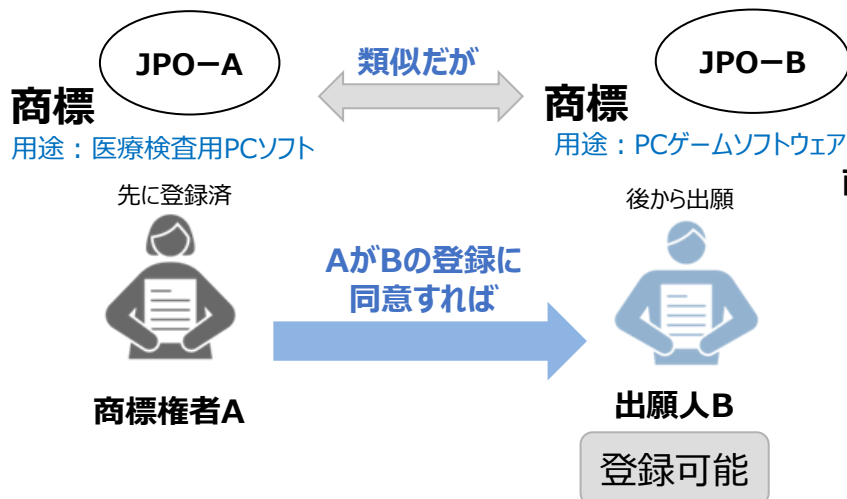 JPO－A
類似だが
JPO－B
商標
商標
用途：医療検査用PCソフト
用途：PCゲームソフトウェア
先に登録済
後から出願
AがBの登録に
同意すれば
商標権者A
出願人B
登録可能